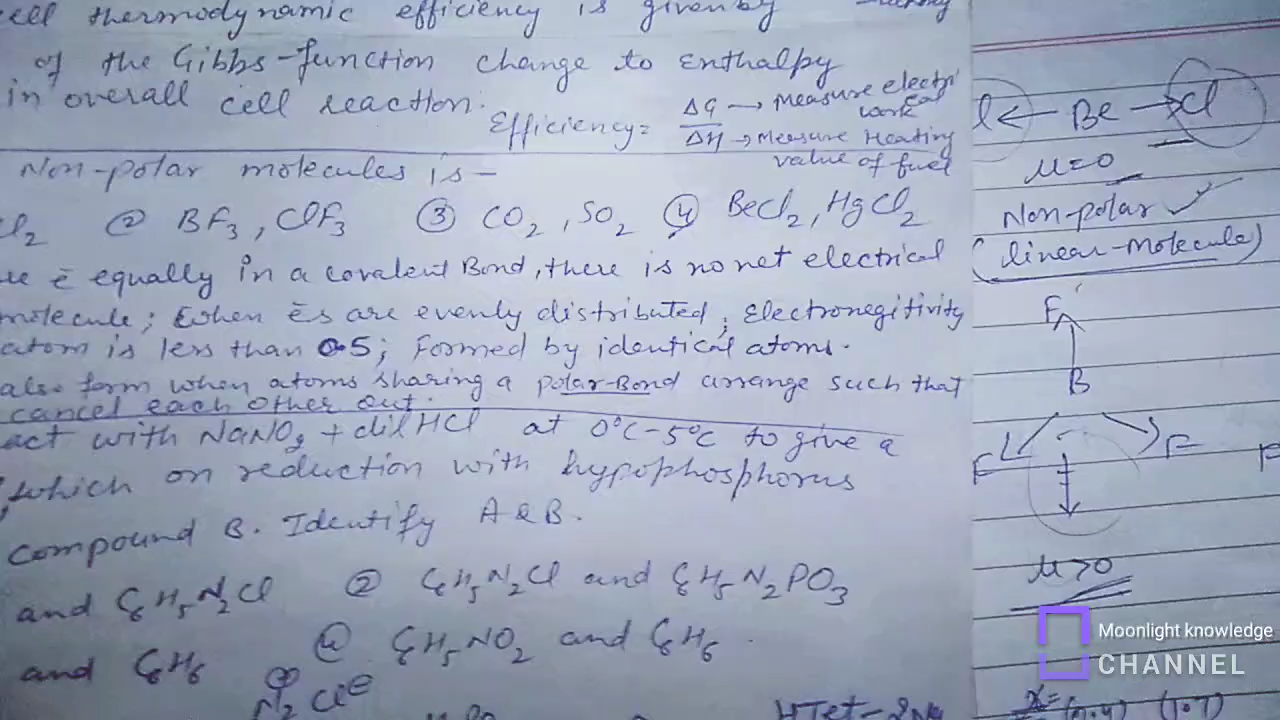 cell thermodynamic efficiency is given by
of the Gibbs-function change to Enthalpy
in overall cell reaction.
Efficiency = ΔG → Measure electrical work
ΔH → Measure Heating value of fuel
Non-polar molecules is-
Cl2 ② BF3, ClF3 ③ CO2, SO2 ④ BeCl2, HgCl2
ē equally in a covalent Bond, there is no net electrical
molecule; When ēs are evenly distributed; Electronegitivity
atom is less than 0.5; Formed by identical atoms.
also form when atoms sharing a polar-Bond arrange such that
cancel each other out.
act with NaNO2 + dil HCl at 0°C-5°C to give a
, which on reduction with hypophosphorus
compound B. Identify A & B.
and C6H5N2Cl ② C6H5N2Cl and C6H5N2PO3
and C6H6 ④ C6H5NO2 and C6H6.
⊕
N2Cl⊖
l ← Be → Cl
μ=0
Non-polar ✓
(linear-molecule)
F
B
F F F
μ>0
Moonlight knowledge
CHANNEL